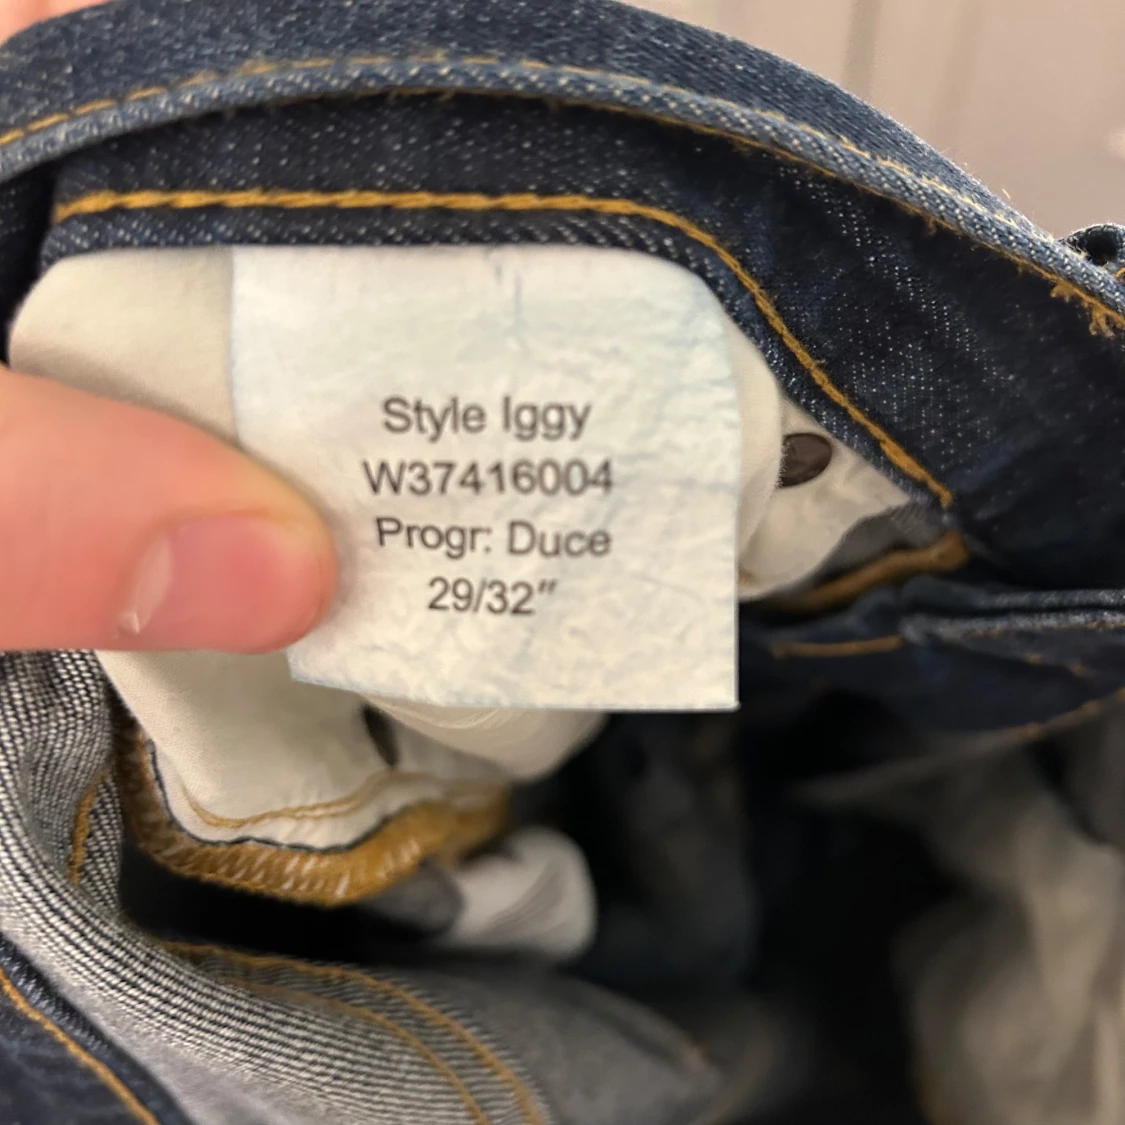 Style Iggy
W37416004
Progr: Duce
29/32"